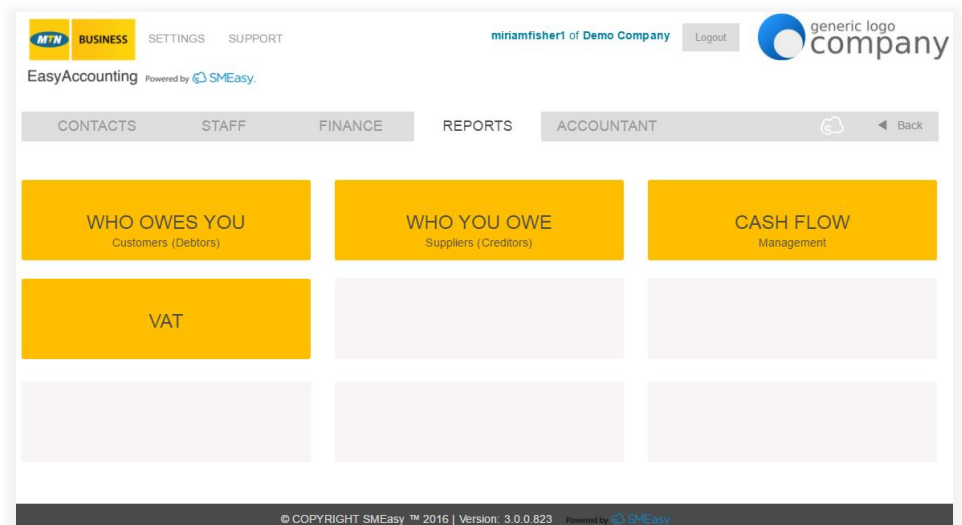 MTN BUSINESS SETTINGS SUPPORT miriamfisher1 of Demo Company Logout generic logo
company
EasyAccounting Powered by SMEasy.
CONTACTS STAFF FINANCE REPORTS ACCOUNTANT Back
WHO OWES YOU WHO YOU OWE CASH FLOW
Customers (Debtors) Suppliers (Creditors) Management
VAT
© COPYRIGHT SMEasy ™ 2016 | Version: 3.0.0.823 Powered by SMEasy